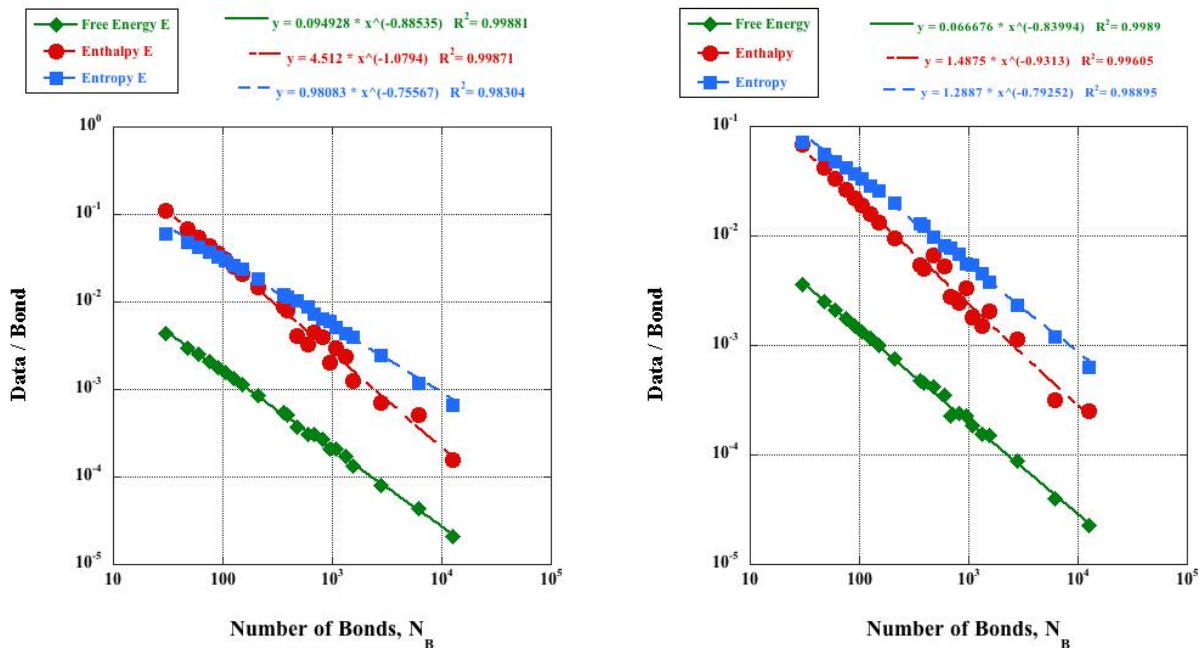 Free Energy E
Enthalpy E
Entropy E
y = 0.094928 * x^(-0.88535) R²= 0.99881
y = 4.512 * x^(-1.0794) R²= 0.99871
y = 0.98083 * x^(-0.75567) R²= 0.98304
Data / Bond
10⁰
10⁻¹
10⁻²
10⁻³
10⁻⁴
10⁻⁵
10
100
10³
10⁴
10⁵
Number of Bonds, N_B
Free Energy
Enthalpy
Entropy
y = 0.066676 * x^(-0.83994) R²= 0.9989
y = 1.4875 * x^(-0.9313) R²= 0.99605
y = 1.2887 * x^(-0.79252) R²= 0.98895
Data / Bond
10⁻¹
10⁻²
10⁻³
10⁻⁴
10⁻⁵
10
100
10³
10⁴
10⁵
Number of Bonds, N_B